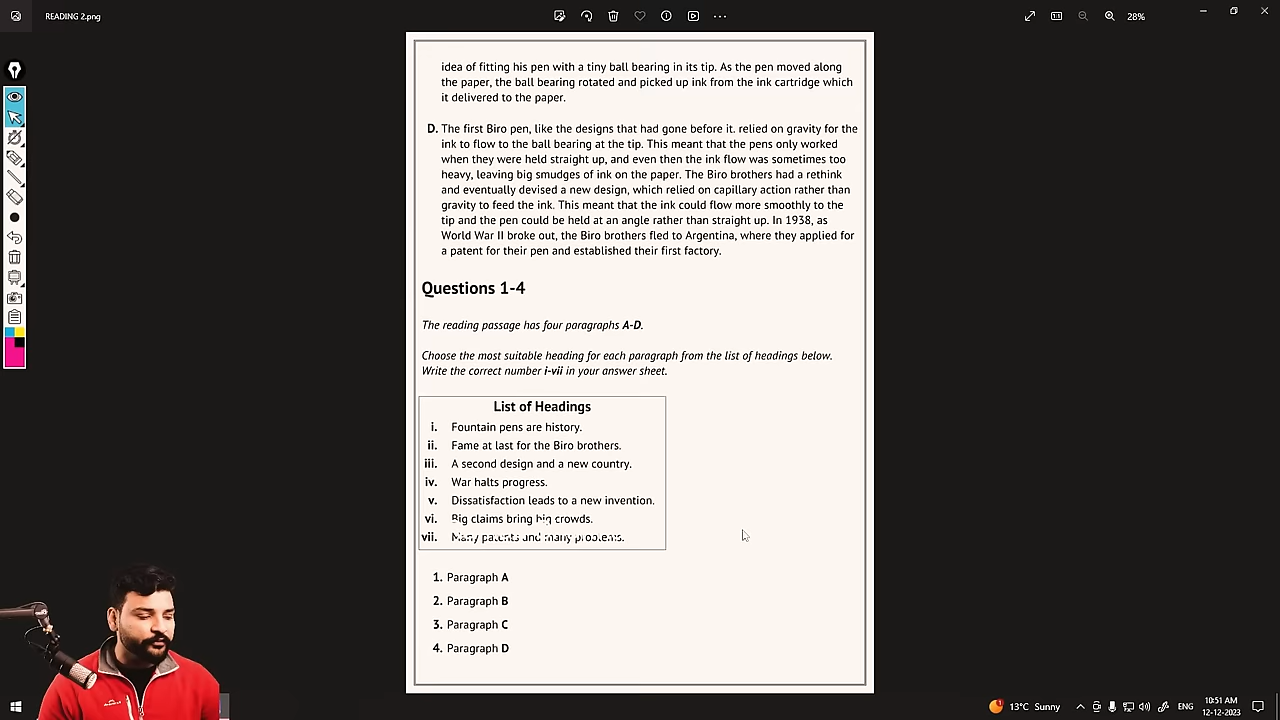 READING 2.png
28%
idea of fitting his pen with a tiny ball bearing in its tip. As the pen moved along
the paper, the ball bearing rotated and picked up ink from the ink cartridge which
it delivered to the paper.
D. The first Biro pen, like the designs that had gone before it. relied on gravity for the
ink to flow to the ball bearing at the tip. This meant that the pens only worked
when they were held straight up, and even then the ink flow was sometimes too
heavy, leaving big smudges of ink on the paper. The Biro brothers had a rethink
and eventually devised a new design, which relied on capillary action rather than
gravity to feed the ink. This meant that the ink could flow more smoothly to the
tip and the pen could be held at an angle rather than straight up. In 1938, as
World War II broke out, the Biro brothers fled to Argentina, where they applied for
a patent for their pen and established their first factory.
Questions 1-4
The reading passage has four paragraphs A-D.
Choose the most suitable heading for each paragraph from the list of headings below.
Write the correct number i-vii in your answer sheet.
List of Headings
i. Fountain pens are history.
ii. Fame at last for the Biro brothers.
iii. A second design and a new country.
iv. War halts progress.
v. Dissatisfaction leads to a new invention.
vi. Big claims bring big crowds.
vii. Many patents and many problems.
1. Paragraph A
2. Paragraph B
3. Paragraph C
4. Paragraph D
1
13°C Sunny
ENG
10:51 AM
12-12-2023